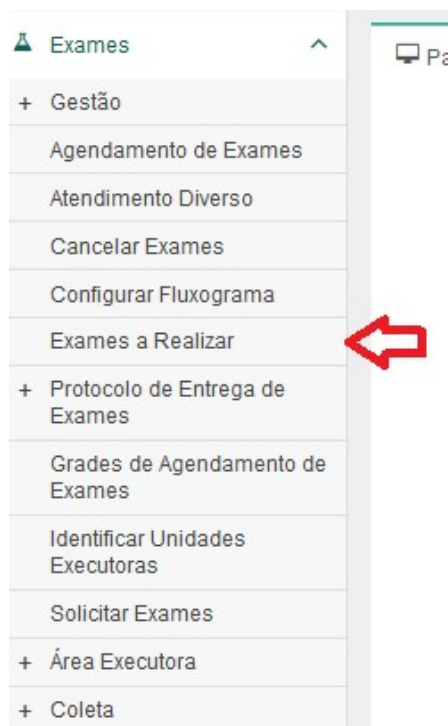 Exames
Pa
+ Gestão
Agendamento de Exames
Atendimento Diverso
Cancelar Exames
Configurar Fluxograma
Exames a Realizar
+ Protocolo de Entrega de
Exames
Grades de Agendamento de
Exames
Identificar Unidades
Executoras
Solicitar Exames
+ Área Executora
+ Coleta